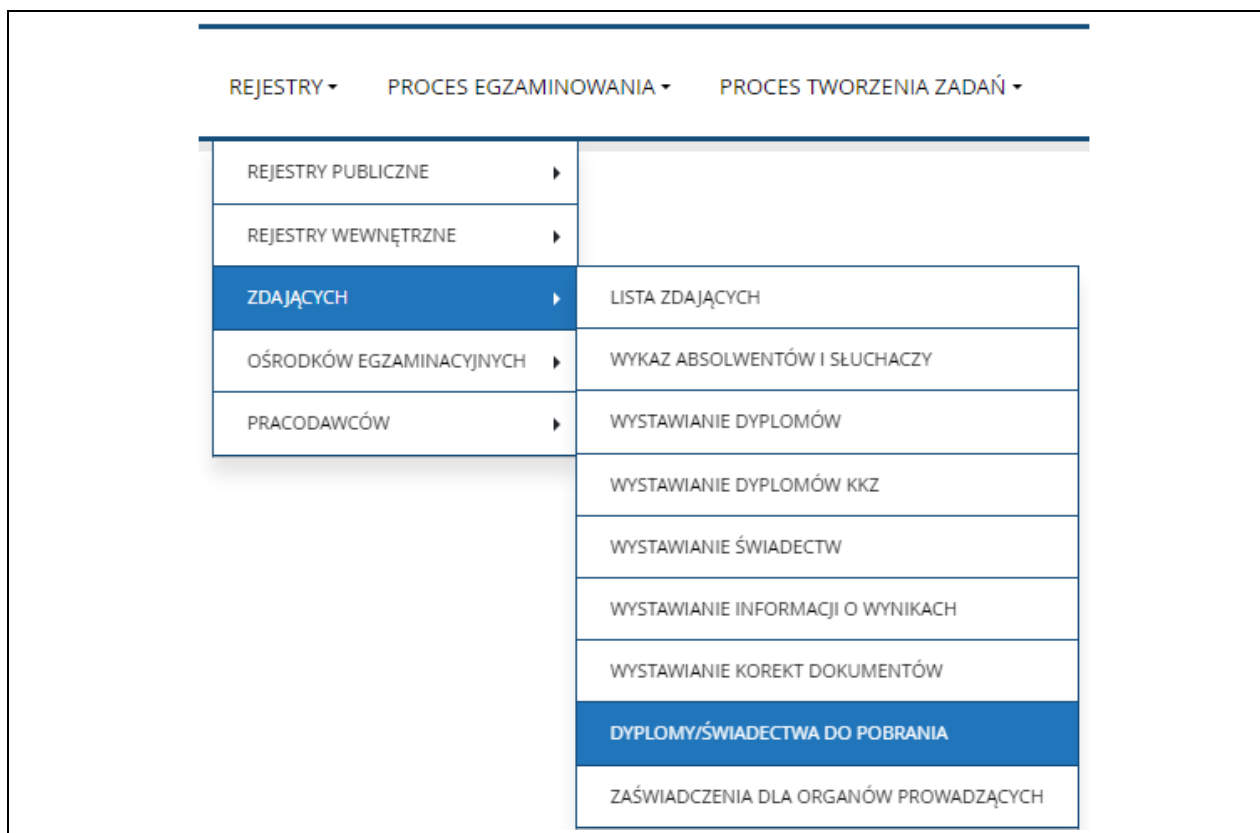 REJESTRY PROCES EGZAMINOWANIA PROCES TWORZENIA ZADAŃ
REJESTRY PUBLICZNE
REJESTRY WEWNĘTRZNE
ZDAJĄCYCH
OŚRODKÓW EGZAMINACYJNYCH
PRACODAWCÓW
LISTA ZDAJĄCYCH
WYKAZ ABSOLWENTÓW I SŁUCHACZY
WYSTAWIANIE DYPLOMÓW
WYSTAWIANIE DYPLOMÓW KKZ
WYSTAWIANIE ŚWIADECTW
WYSTAWIANIE INFORMACJI O WYNIKACH
WYSTAWIANIE KOREKT DOKUMENTÓW
DYPLOMY/ŚWIADECTWA DO POBRANIA
ZAŚWIADCZENIA DLA ORGANÓW PROWADZĄCYCH